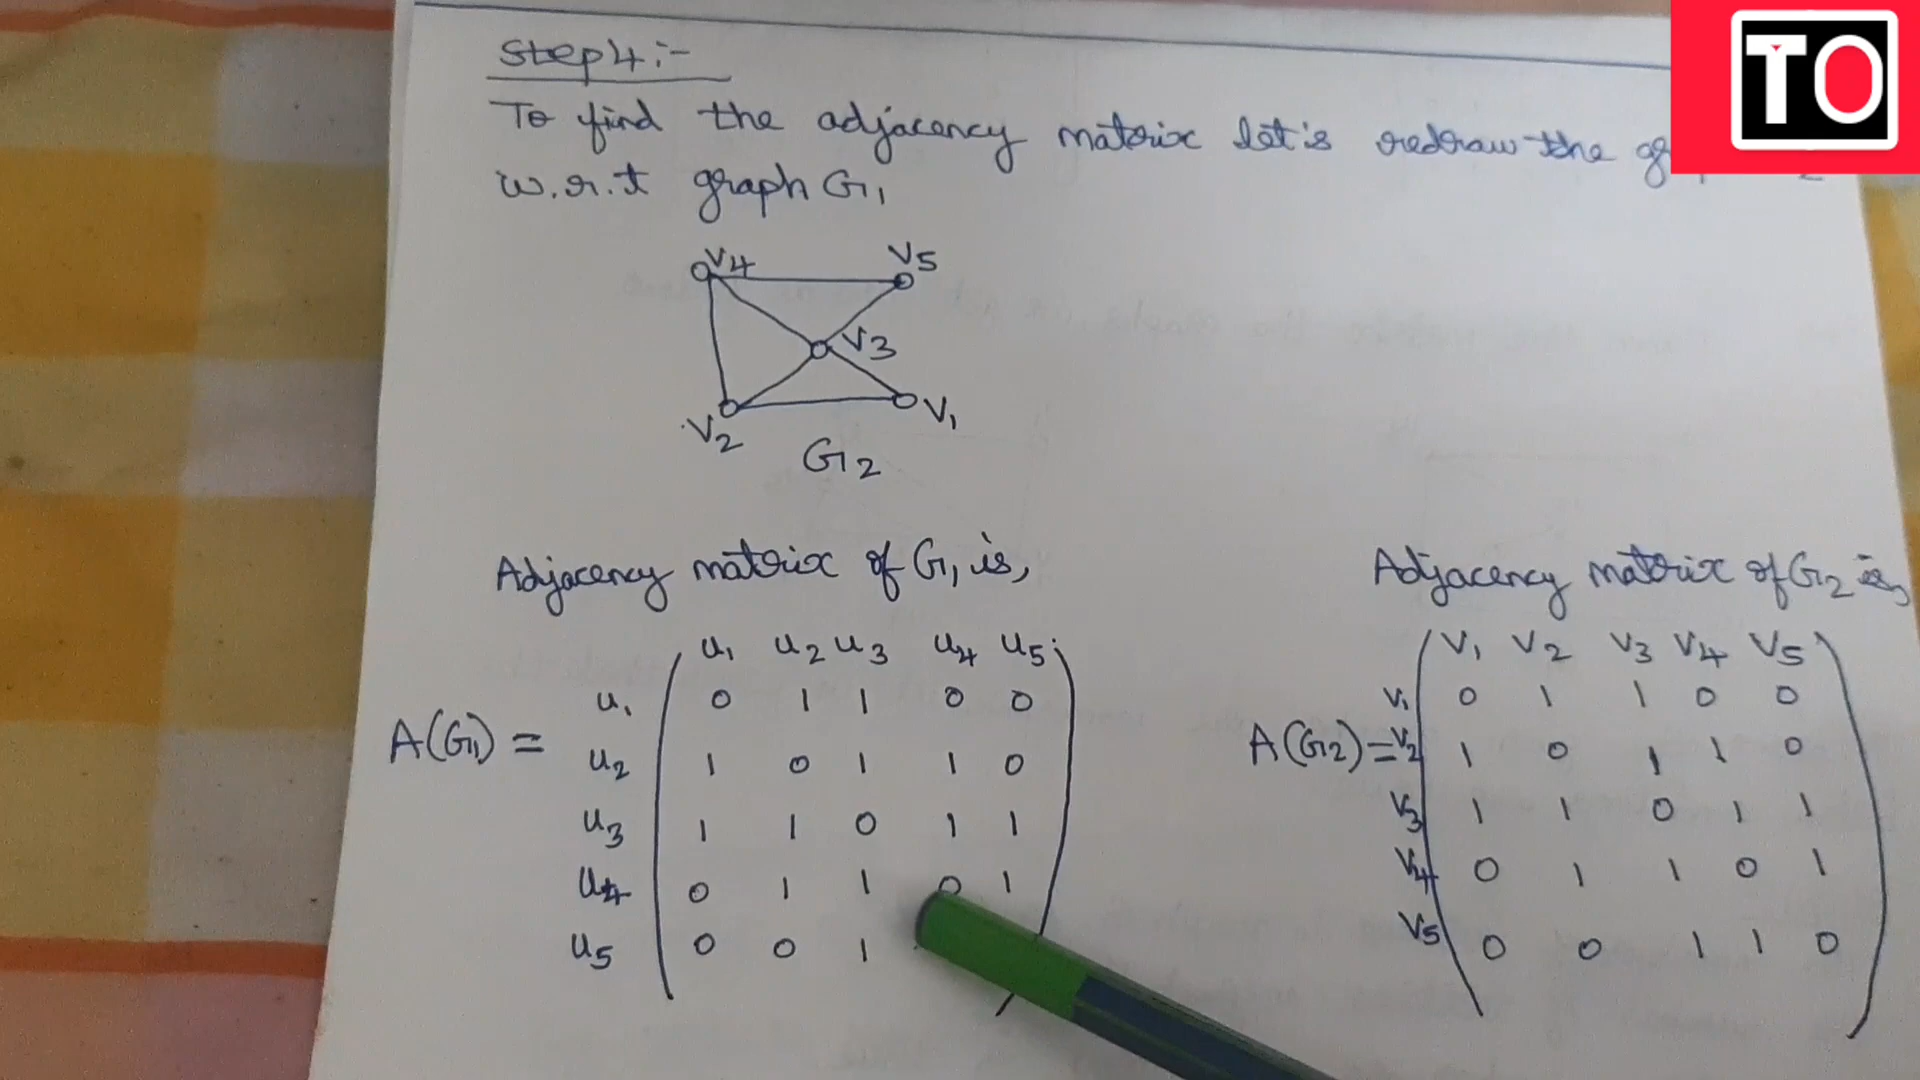 TO
Step 4:-
To find the adjacency matrix let's redraw the
w.r.t graph G1
V4 V5
V3
V2 V1
G2
Adjacency matrix of G1 is,
u1 u2 u3 u4 u5
u1 0 1 1 0 0
A(G1) =
u2 1 0 1 1 0
u3 1 1 0 1 1
u4 0 1 1 0 1
u5 0 0 1
Adjacency matrix of G2 is,
V1 V2 V3 V4 V5
V1 0 1 1 0 0
A(G2) = V2 1 0 1 1 0
V3 1 1 0 1 1
V4 0 1 1 0 1
V5 0 0 1 1 0